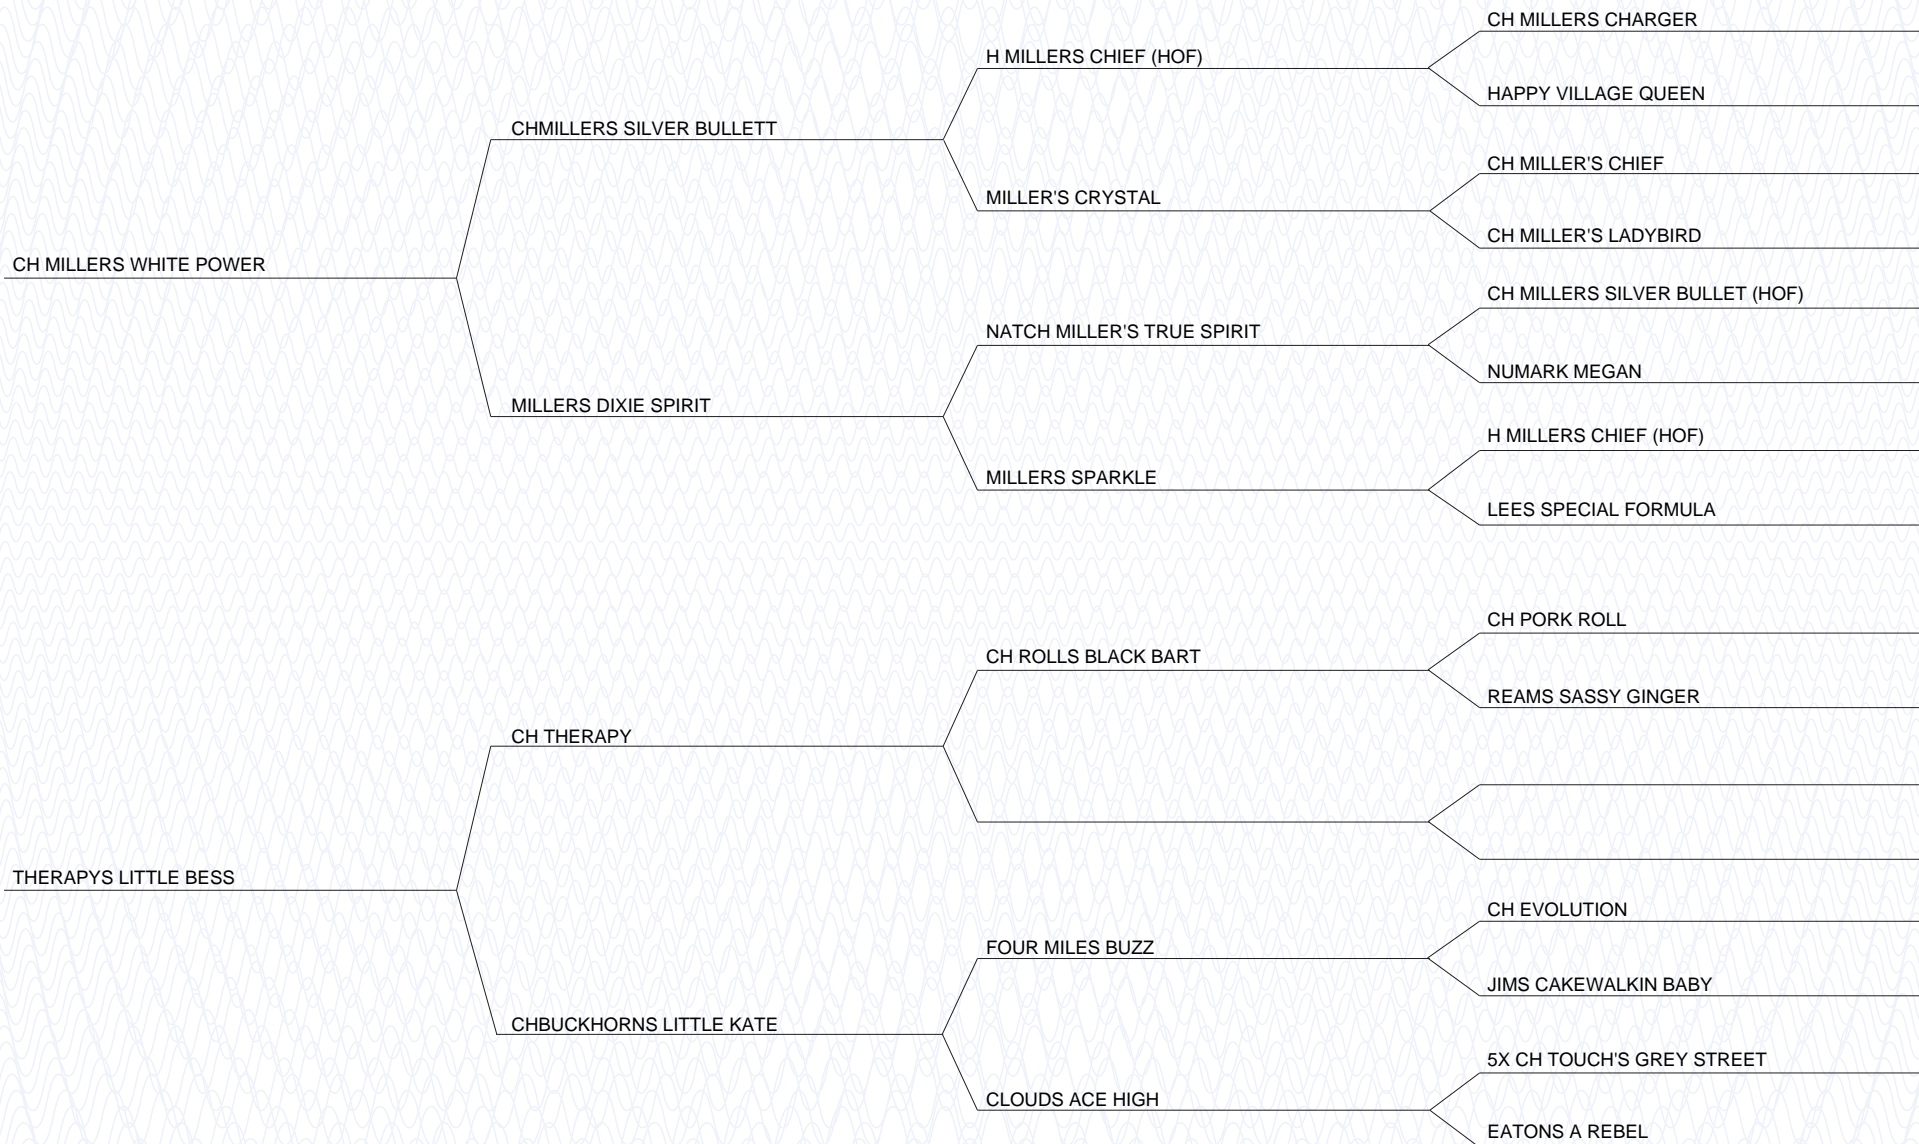 CH MILLERS CHARGER
H MILLERS CHIEF (HOF)
HAPPY VILLAGE QUEEN
CHMILLERS SILVER BULLETT
CH MILLER'S CHIEF
MILLER'S CRYSTAL
CH MILLER'S LADYBIRD
CH MILLERS WHITE POWER
CH MILLERS SILVER BULLET (HOF)
NATCH MILLER'S TRUE SPIRIT
NUMARK MEGAN
MILLERS DIXIE SPIRIT
H MILLERS CHIEF (HOF)
MILLERS SPARKLE
LEES SPECIAL FORMULA
CH PORK ROLL
CH ROLLS BLACK BART
REAMS SASSY GINGER
CH THERAPY
THERAPYS LITTLE BESS
CH EVOLUTION
FOUR MILES BUZZ
JIMS CAKEWALKIN BABY
CHBUCKHORNS LITTLE KATE
5X CH TOUCH'S GREY STREET
CLOUDS ACE HIGH
EATONS A REBEL